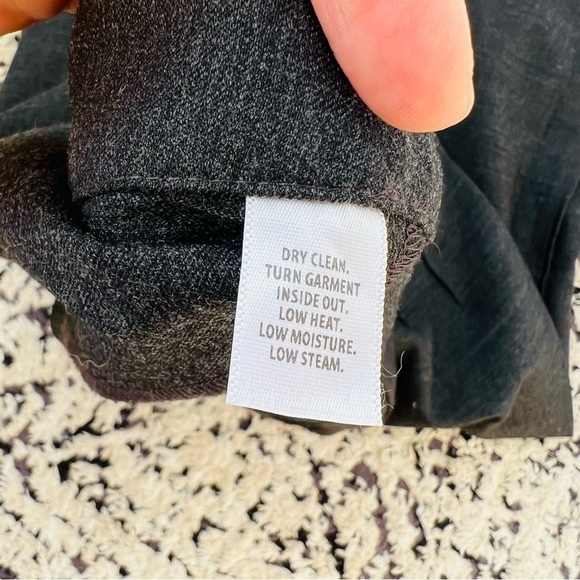 DRY CLEAN.
TURN GARMENT
INSIDE OUT.
LOW HEAT.
LOW MOISTURE.
LOW STEAM.